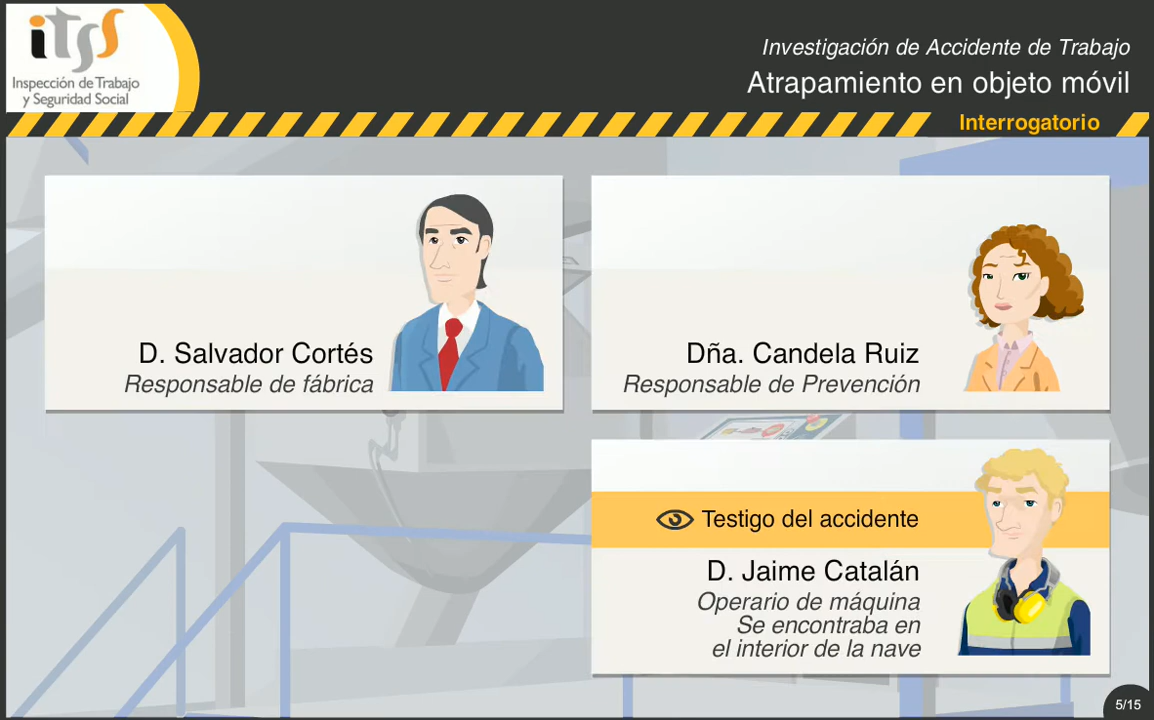 itss
Inspección de Trabajo
y Seguridad Social
Investigación de Accidente de Trabajo
Atrapamiento en objeto móvil
Interrogatorio
D. Salvador Cortés
Responsable de fábrica
Dña. Candela Ruiz
Responsable de Prevención
Testigo del accidente
D. Jaime Catalán
Operario de máquina
Se encontraba en
el interior de la nave
5/15